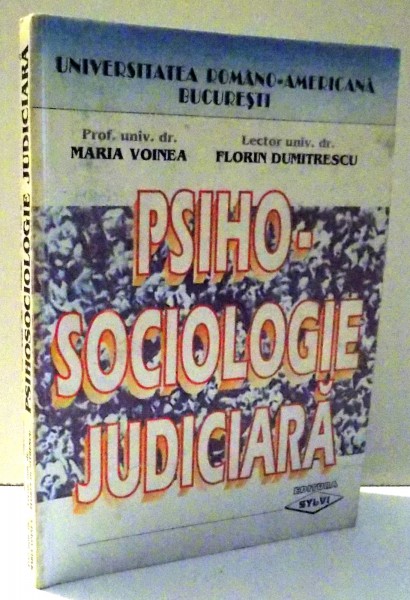 UNIVERSITATEA ROMÂNO-AMERICANĂ
BUCUREŞTI
Prof. univ. dr.
MARIA VOINEA
Lector univ. dr.
FLORIN DUMITRESCU
PSIHO-
SOCIOLOGIE
JUDICIARĂ
EDITURA
SYLVI
PSIHOSOCIOLOGIE JUDICIARĂ